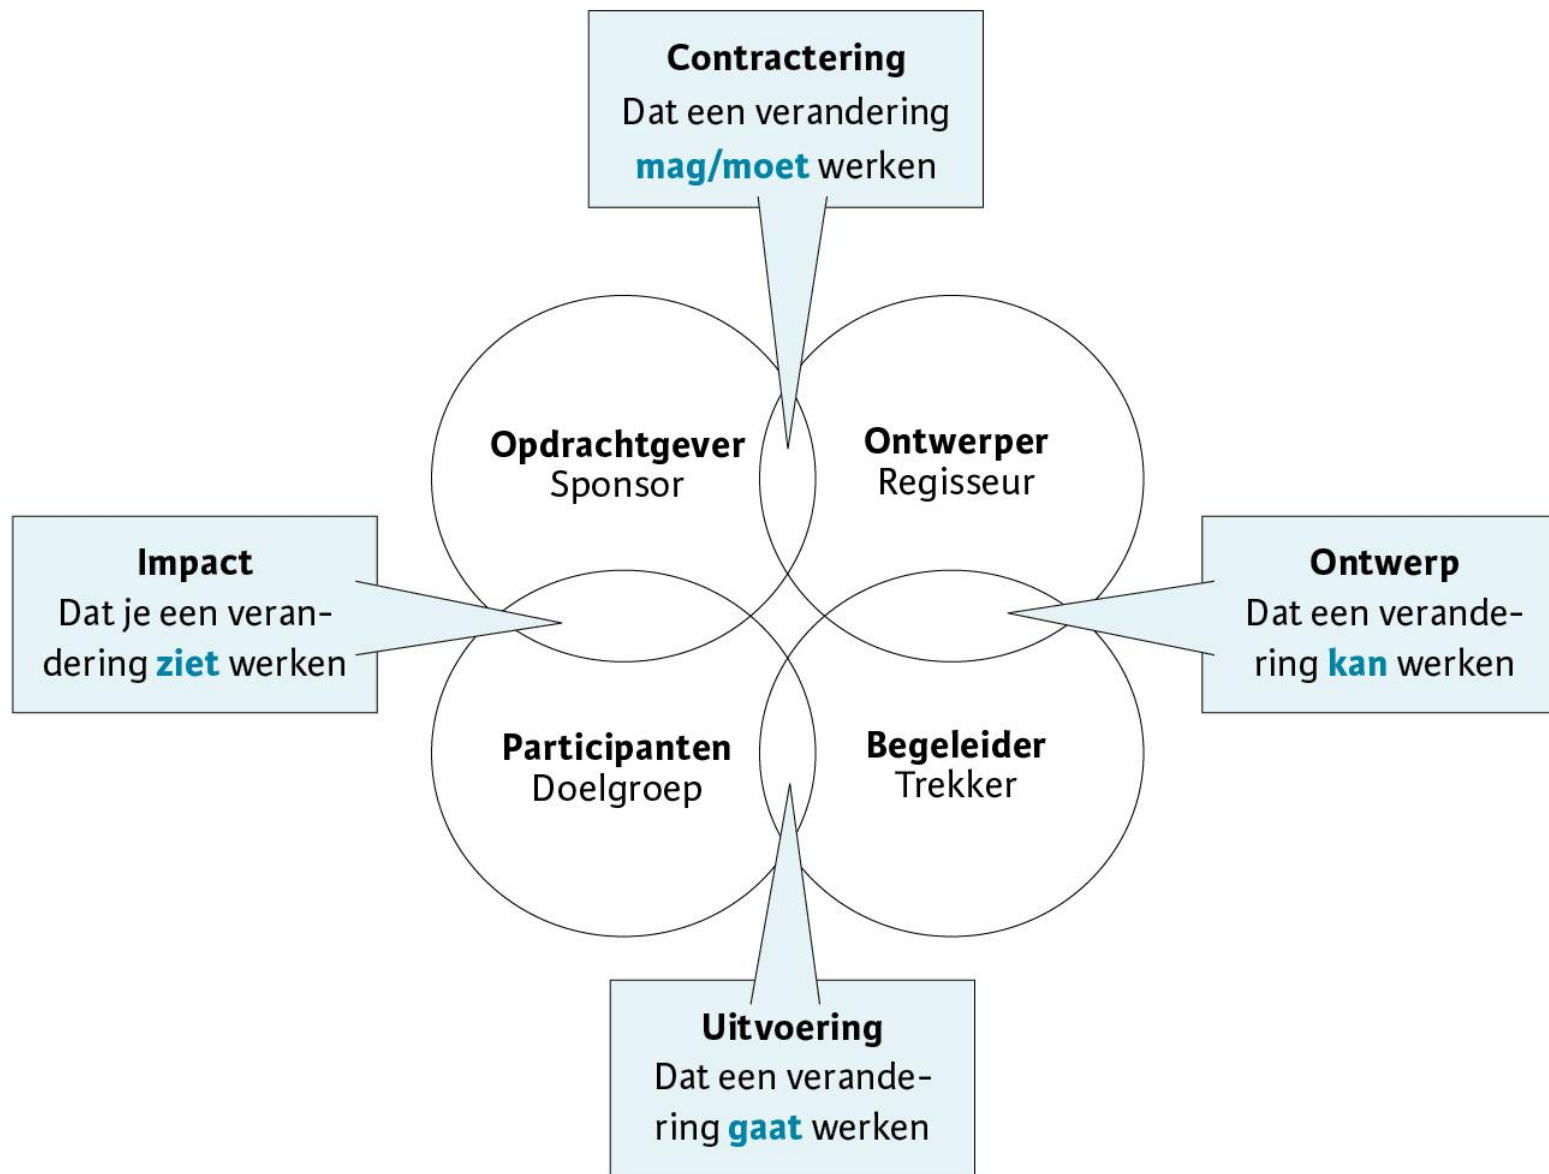 Contractering
Dat een verandering
mag/moet werken
Opdrachtgever
Sponsor
Ontwerper
Regisseur
Impact
Dat je een veran-
dering ziet werken
Ontwerp
Dat een verande-
ring kan werken
Participanten
Doelgroep
Begeleider
Trekker
Uitvoering
Dat een verande-
ring gaat werken